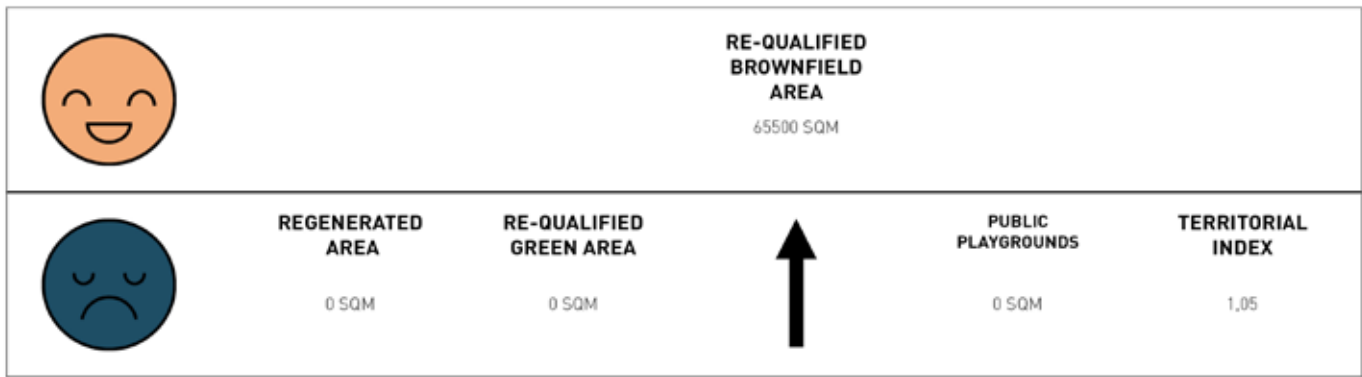 RE-QUALIFIED
BROWNFIELD
AREA
65500 SQM
REGENERATED
AREA
0 SQM
RE-QUALIFIED
GREEN AREA
0 SQM
PUBLIC
PLAYGROUNDS
0 SQM
TERRITORIAL
INDEX
1,05